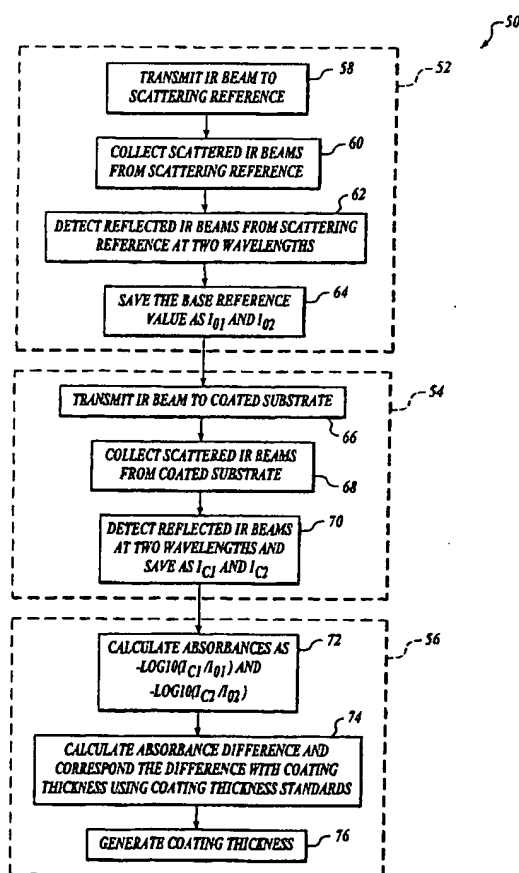 50
52
TRANSMIT IR BEAM TO
SCATTERING REFERENCE
58
COLLECT SCATTERED IR BEAMS
FROM SCATTERING REFERENCE
60
62
DETECT REFLECTED IR BEAMS FROM SCATTERING
REFERENCE AT TWO WAVELENGTHS
SAVE THE BASE REFERENCE
VALUE AS I01 AND I02
64
54
TRANSMIT IR BEAM TO COATED SUBSTRATE
66
COLLECT SCATTERED IR BEAMS
FROM COATED SUBSTRATE
68
DETECT REFLECTED IR BEAMS
AT TWO WAVELENGTHS AND
SAVE AS IC1 AND IC2
70
56
CALCULATE ABSORBANCES AS
-LOG10(IC1/I01) AND
-LOG10(IC2/I02)
72
74
CALCULATE ABSORBANCE DIFFERENCE AND
CORRESPOND THE DIFFERENCE WITH COATING
THICKNESS USING COATING THICKNESS STANDARDS
GENERATE COATING THICKNESS
76